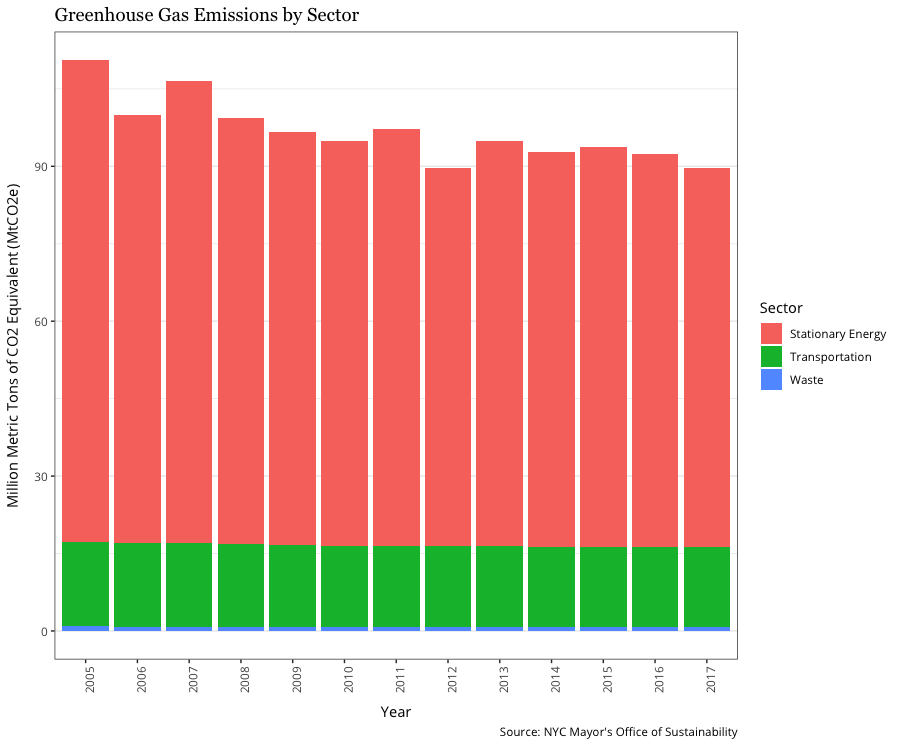 Greenhouse Gas Emissions by Sector
Million Metric Tons of CO2 Equivalent (MtCO2e)
90
60
30
0
2005
2006
2007
2008
2009
2010
2011
2012
2013
2014
2015
2016
2017
Year
Sector
Stationary Energy
Transportation
Waste
Source: NYC Mayor's Office of Sustainability